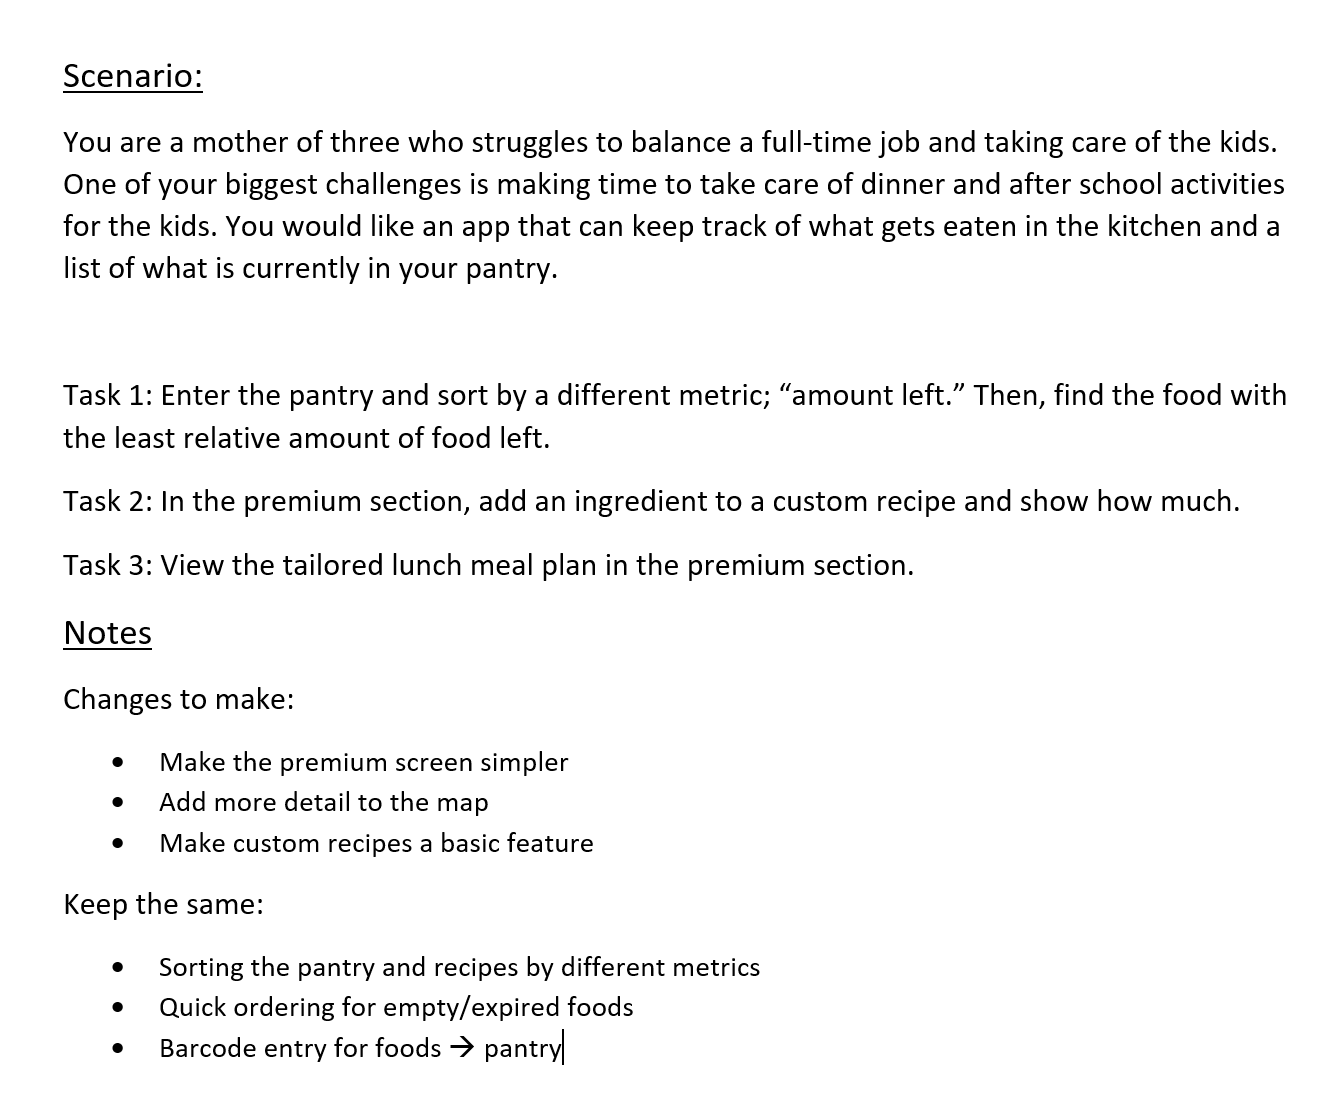 Scenario:
You are a mother of three who struggles to balance a full-time job and taking care of the kids.
One of your biggest challenges is making time to take care of dinner and after school activities
for the kids. You would like an app that can keep track of what gets eaten in the kitchen and a
list of what is currently in your pantry.
Task 1: Enter the pantry and sort by a different metric; “amount left.” Then, find the food with
the least relative amount of food left.
Task 2: In the premium section, add an ingredient to a custom recipe and show how much.
Task 3: View the tailored lunch meal plan in the premium section.
Notes
Changes to make:
• Make the premium screen simpler
• Add more detail to the map
• Make custom recipes a basic feature
Keep the same:
• Sorting the pantry and recipes by different metrics
• Quick ordering for empty/expired foods
• Barcode entry for foods → pantry